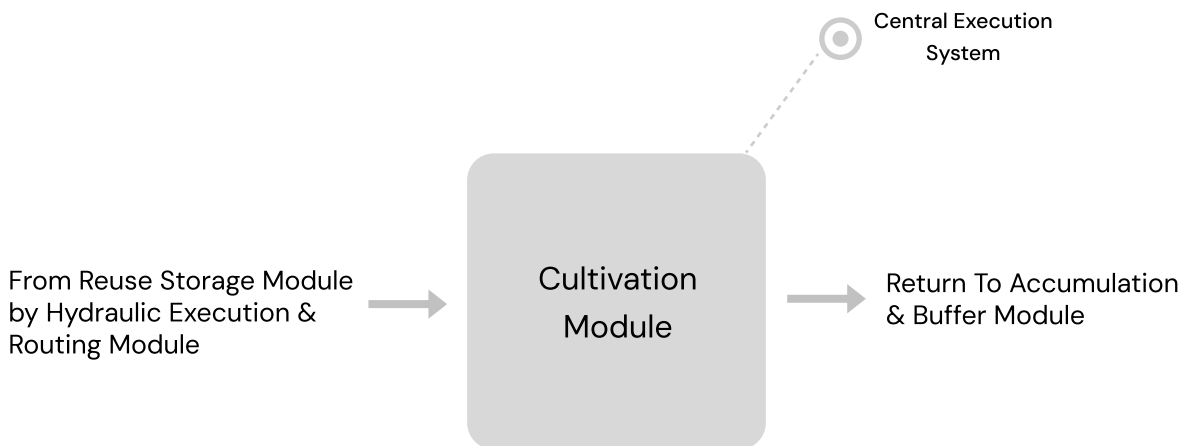 Central Execution
System
From Reuse Storage Module
by Hydraulic Execution &
Routing Module
Cultivation
Module
Return To Accumulation
& Buffer Module